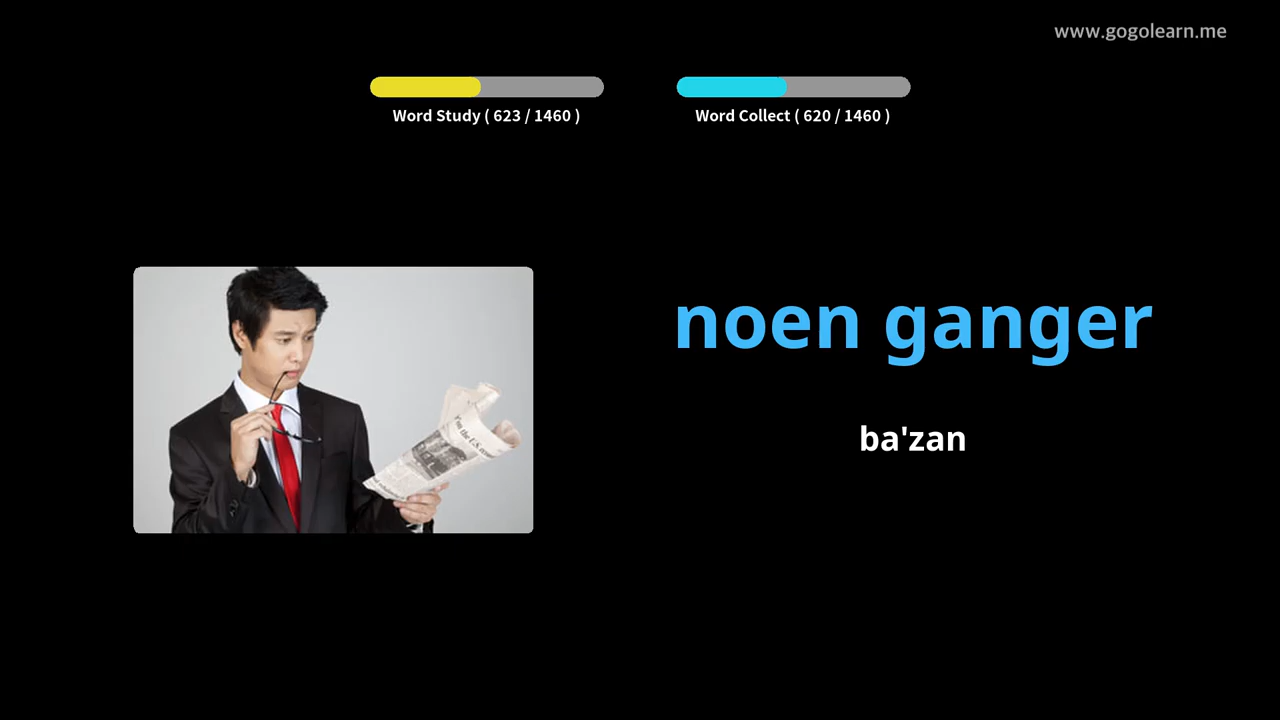 www.gogolearn.me
Word Study ( 623 / 1460 )
Word Collect ( 620 / 1460 )
noen ganger
ba'zan